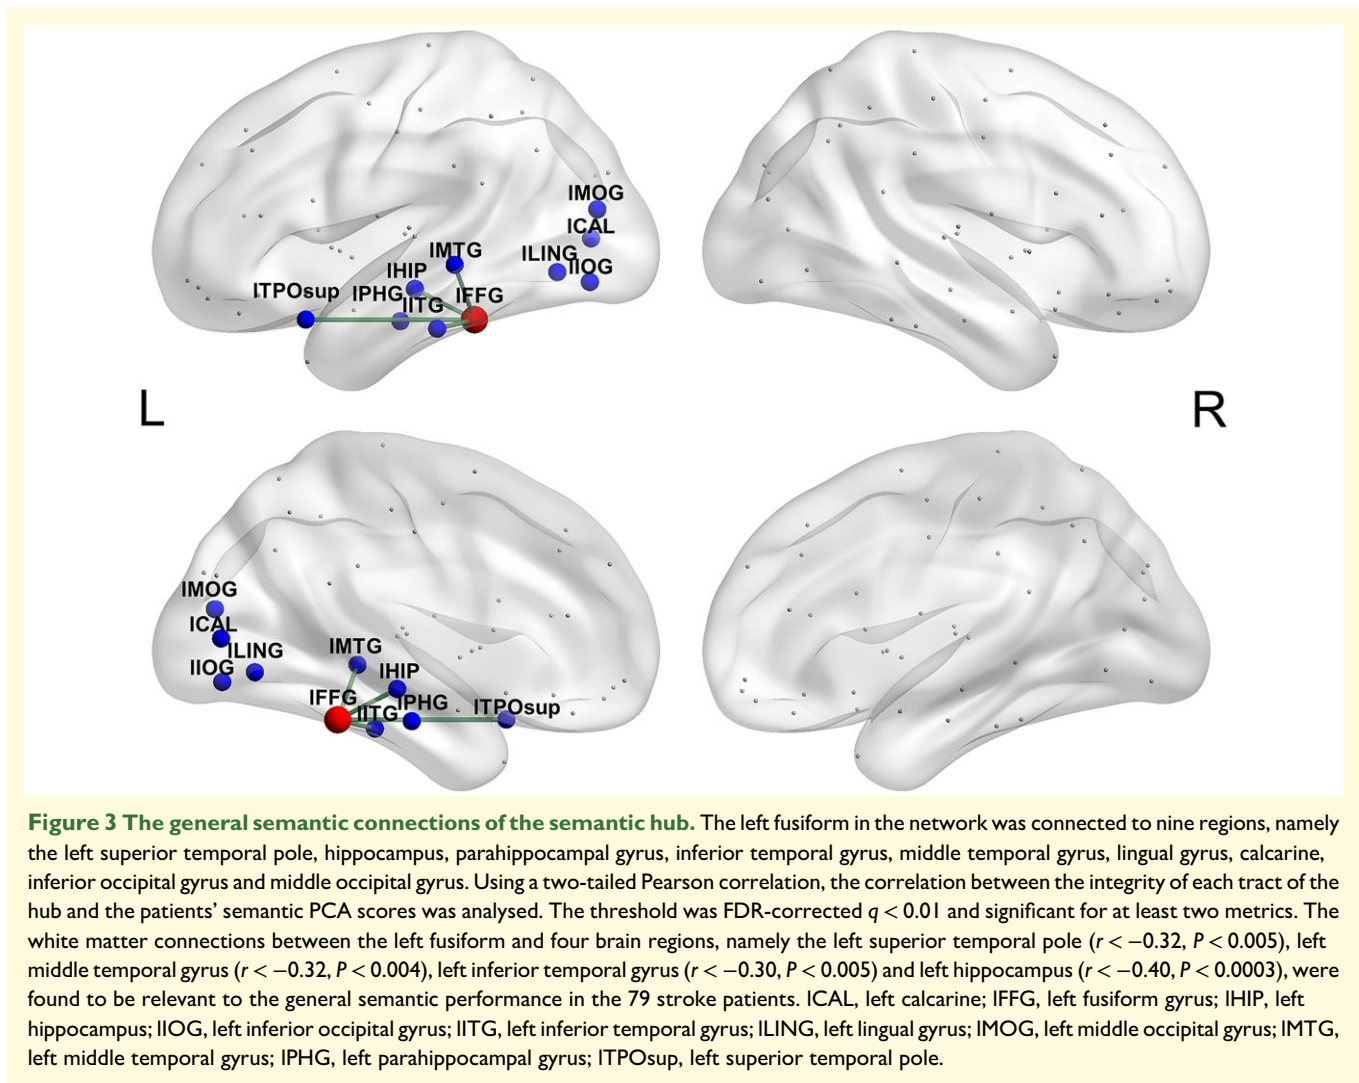 lMOG
lCAL
lLING
lIOG
lMTG
lHIP
lPHG
lITG
lFFG
lTPOsup
L
R
lMOG
lCAL
lLING
lIOG
lMTG
lHIP
lFFG
lITG
lPHG
lTPOsup
Figure 3 The general semantic connections of the semantic hub. The left fusiform in the network was connected to nine regions, namely
the left superior temporal pole, hippocampus, parahippocampal gyrus, inferior temporal gyrus, middle temporal gyrus, lingual gyrus, calcarine,
inferior occipital gyrus and middle occipital gyrus. Using a two-tailed Pearson correlation, the correlation between the integrity of each tract of the
hub and the patients’ semantic PCA scores was analysed. The threshold was FDR-corrected q < 0.01 and significant for at least two metrics. The
white matter connections between the left fusiform and four brain regions, namely the left superior temporal pole (r < −0.32, P < 0.005), left
middle temporal gyrus (r < −0.32, P < 0.004), left inferior temporal gyrus (r < −0.30, P < 0.005) and left hippocampus (r < −0.40, P < 0.0003), were
found to be relevant to the general semantic performance in the 79 stroke patients. lCAL, left calcarine; lFFG, left fusiform gyrus; lHIP, left
hippocampus; lIOG, left inferior occipital gyrus; lITG, left inferior temporal gyrus; lLING, left lingual gyrus; lMOG, left middle occipital gyrus; lMTG,
left middle temporal gyrus; lPHG, left parahippocampal gyrus; lTPOsup, left superior temporal pole.